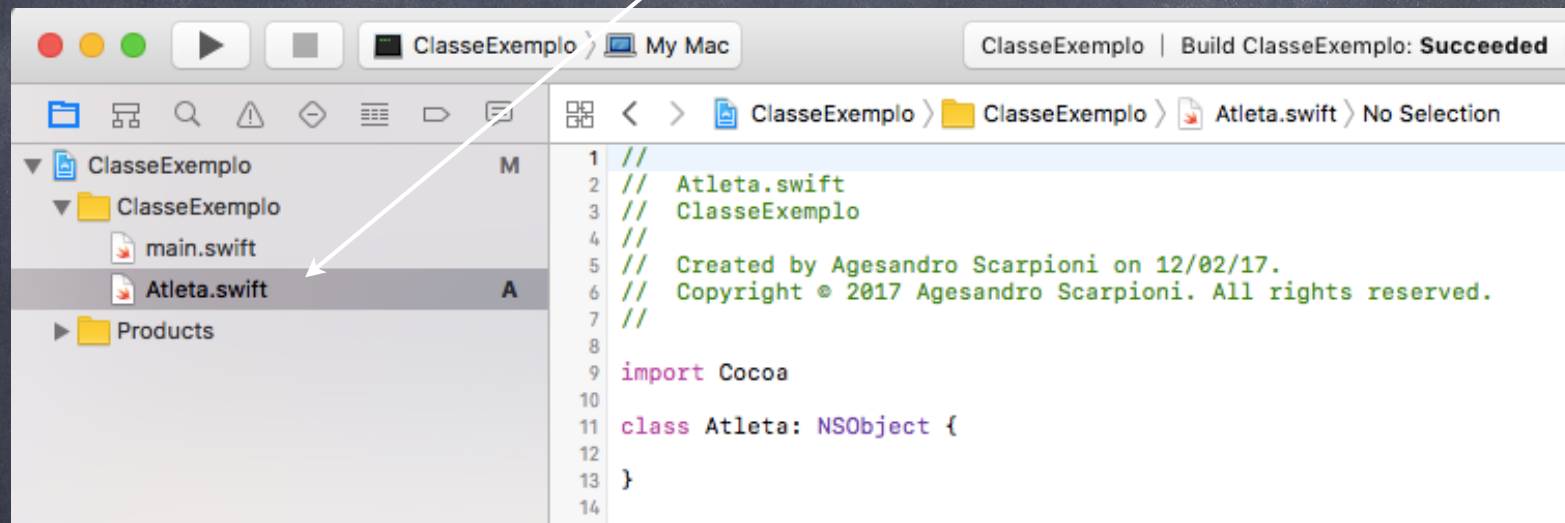 ClasseExemplo 〉 My Mac
ClasseExemplo | Build ClasseExemplo: Succeeded
ClasseExemplo 〉 ClasseExemplo 〉 Atleta.swift 〉 No Selection
ClasseExemplo M
ClasseExemplo
main.swift
Atleta.swift A
Products
1 //
2 //  Atleta.swift
3 //  ClasseExemplo
4 //
5 //  Created by Agesandro Scarpioni on 12/02/17.
6 //  Copyright © 2017 Agesandro Scarpioni. All rights reserved.
7 //
8
9 import Cocoa
10
11 class Atleta: NSObject {
12
13 }
14